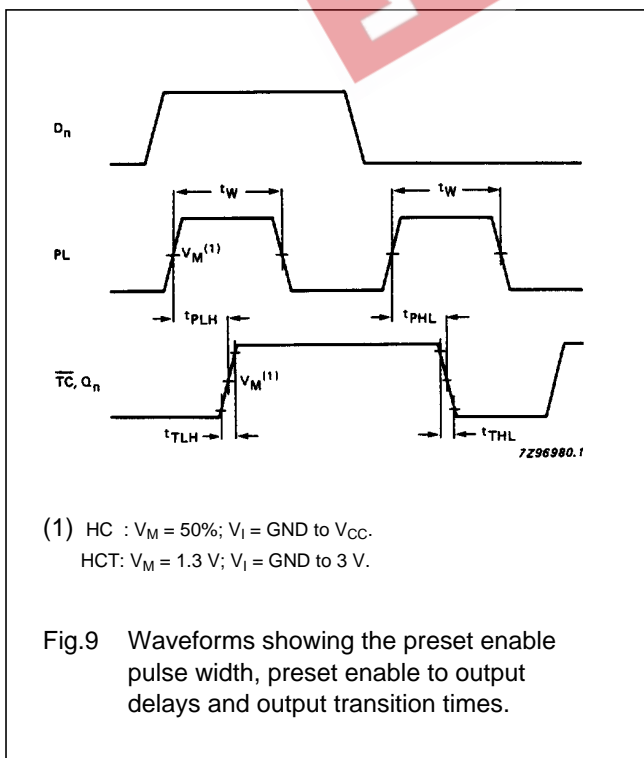 Dn
tW
tW
PL
VM(1)
tPLH
tPHL
TC, Qn
VM(1)
tTLH
tTHL
7Z96980.1
(1) HC : VM = 50%; VI = GND to VCC.
HCT: VM = 1.3 V; VI = GND to 3 V.
Fig.9 Waveforms showing the preset enable
pulse width, preset enable to output
delays and output transition times.